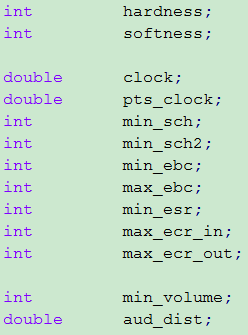 int hardness;
int softness;
double clock;
double pts_clock;
int min_sch;
int min_sch2;
int min_ebc;
int max_ebc;
int min_esr;
int max_ecr_in;
int max_ecr_out;
int min_volume;
double aud_dist;